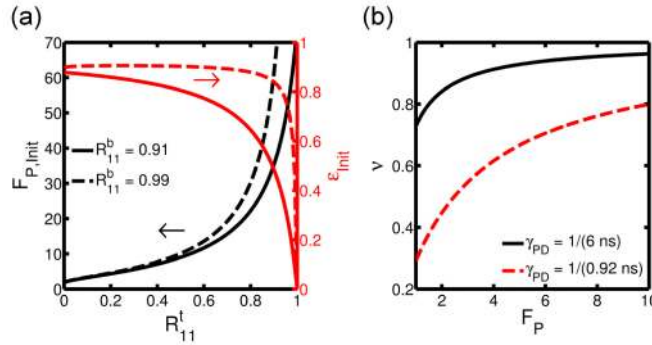 (a)
70
60
50
40
30
20
10
0
F_P,Init
R^b_11 = 0.91
R^b_11 = 0.99
1
0.8
0.6
0.4
0.2
0
ε_Init
0 0.2 0.4 0.6 0.8 1
R^t_11
(b)
1
0.8
0.6
0.4
0.2
ν
γ_PD = 1/(6 ns)
γ_PD = 1/(0.92 ns)
2 4 6 8 10
F_P